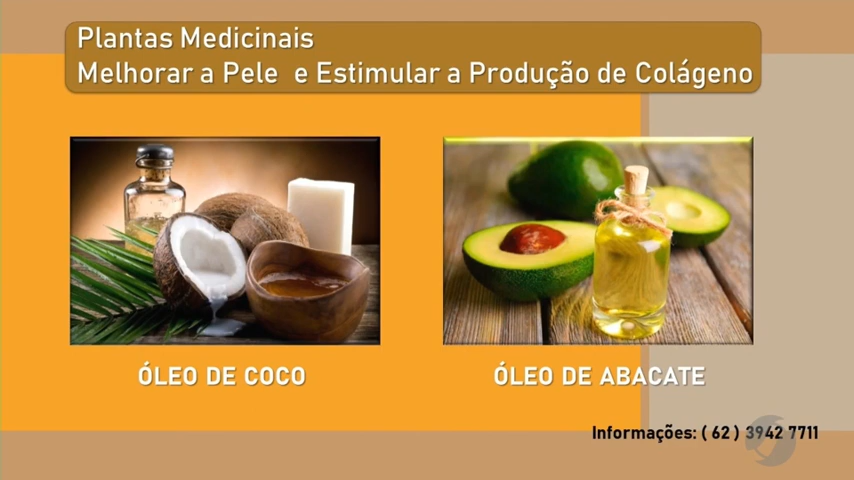 Plantas Medicinais
Melhorar a Pele e Estimular a Produção de Colágeno
ÓLEO DE COCO
ÓLEO DE ABACATE
Informações: ( 62 ) 3942 7711